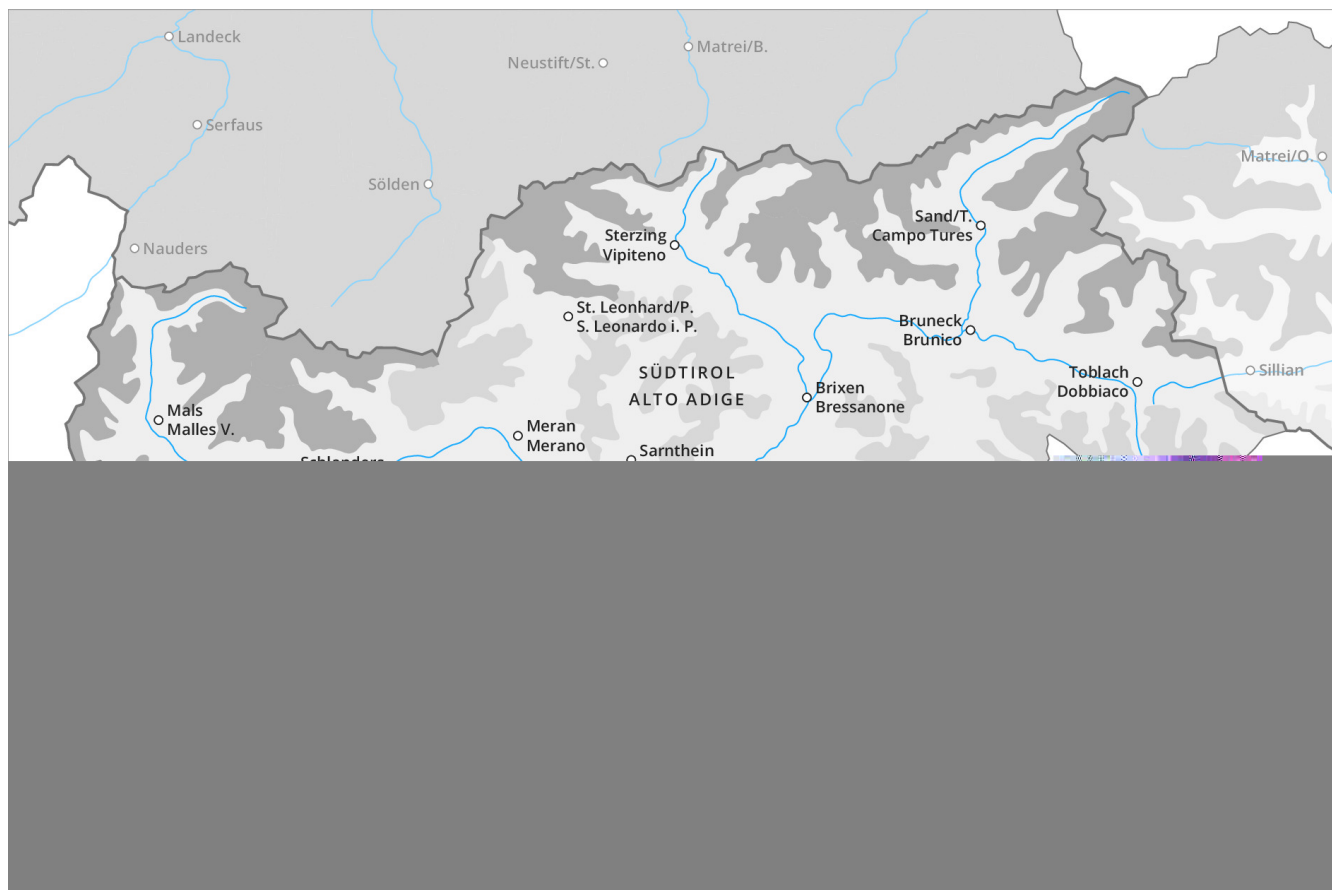 Landeck
Matrei/B.
Neustift/St.
Serfaus
Matrei/O.
Sölden
Sand/T.
Campo Tures
Sterzing
Vipiteno
Nauders
St. Leonhard/P.
S. Leonardo i. P.
Bruneck
Brunico
SÜDTIROL
ALTO ADIGE
Toblach
Dobbiaco
Sillian
Brixen
Bressanone
Mals
Malles V.
Meran
Merano
Sarnthein
Schlanders